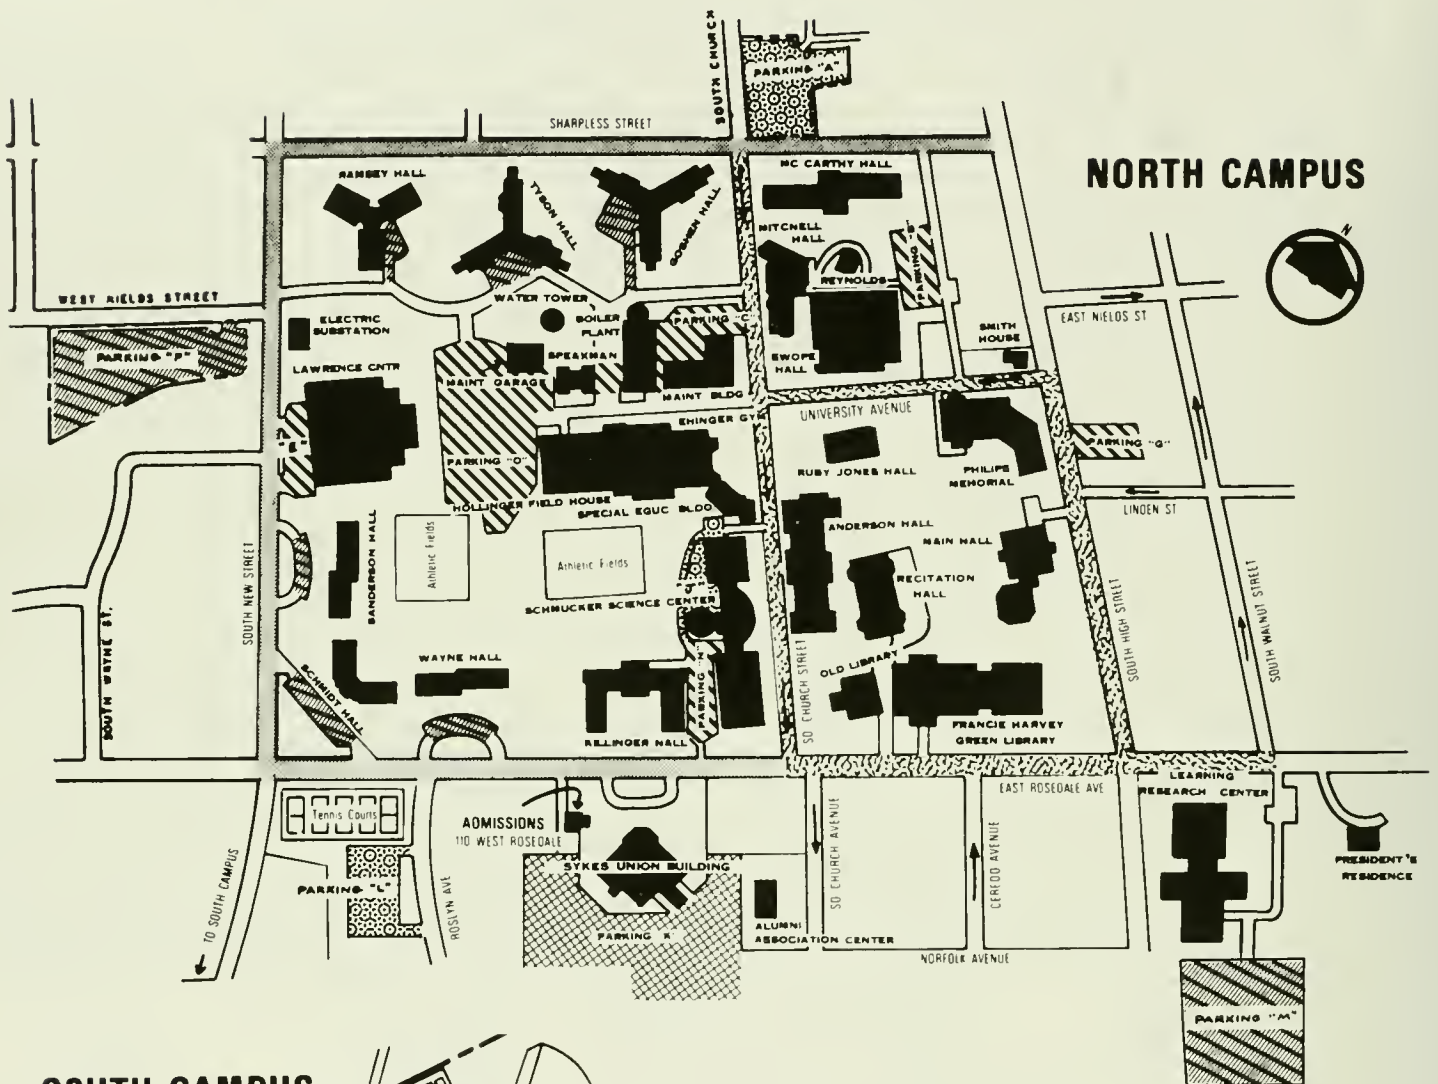 SOUTH CHURCH
PARKING "A"
SHARPLESS STREET
NORTH CAMPUS
N
MC CARTHY HALL
RAMSEY HALL
TYSON HALL
GOSHEN HALL
MITCHELL
HALL
PARKING "B"
REYNOLDS
WEST NIELDS STREET
WATER TOWER
ELECTRIC
SUBSTATION
BOILER
PLANT
PARKING "C"
EAST NIELDS ST
SMITH
HOUSE
PARKING "P"
SPEAKMAN
LAWRENCE CNTR
MAINT GARAGE
SWOPE
HALL
MAINT BLDG
UNIVERSITY AVENUE
EHINGER GYM
"E"
PARKING "D"
PARKING "G"
RUBY JONES HALL
PHILIPS
MEMORIAL
HOLLINGER FIELD HOUSE
SPECIAL EDUC BLDG
LINDEN ST
ANDERSON HALL
MAIN HALL
SANDERSON HALL
Athletic Fields
Athletic Fields
SOUTH NEW STREET
RECITATION
HALL
SCHMUCKER SCIENCE CENTER
SOUTH WAYNE ST.
SOUTH HIGH STREET
SOUTH WALNUT STREET
SCHMIDT HALL
WAYNE HALL
SO CHURCH STREET
OLD LIBRARY
KILLINGER HALL
FRANCIS HARVEY
GREEN LIBRARY
EAST ROSEDALE AVE
LEARNING
RESEARCH CENTER
Tennis Courts
ADMISSIONS
110 WEST ROSEDALE
SO CHURCH AVENUE
CEREDO AVENUE
TO SOUTH CAMPUS
PARKING "L"
ROSLYN AVE
SYKES UNION BUILDING
PRESIDENT'S
RESIDENCE
PARKING "K"
ALUMNI
ASSOCIATION CENTER
NORFOLK AVENUE
PARKING "M"
SOUTH CAMPUS